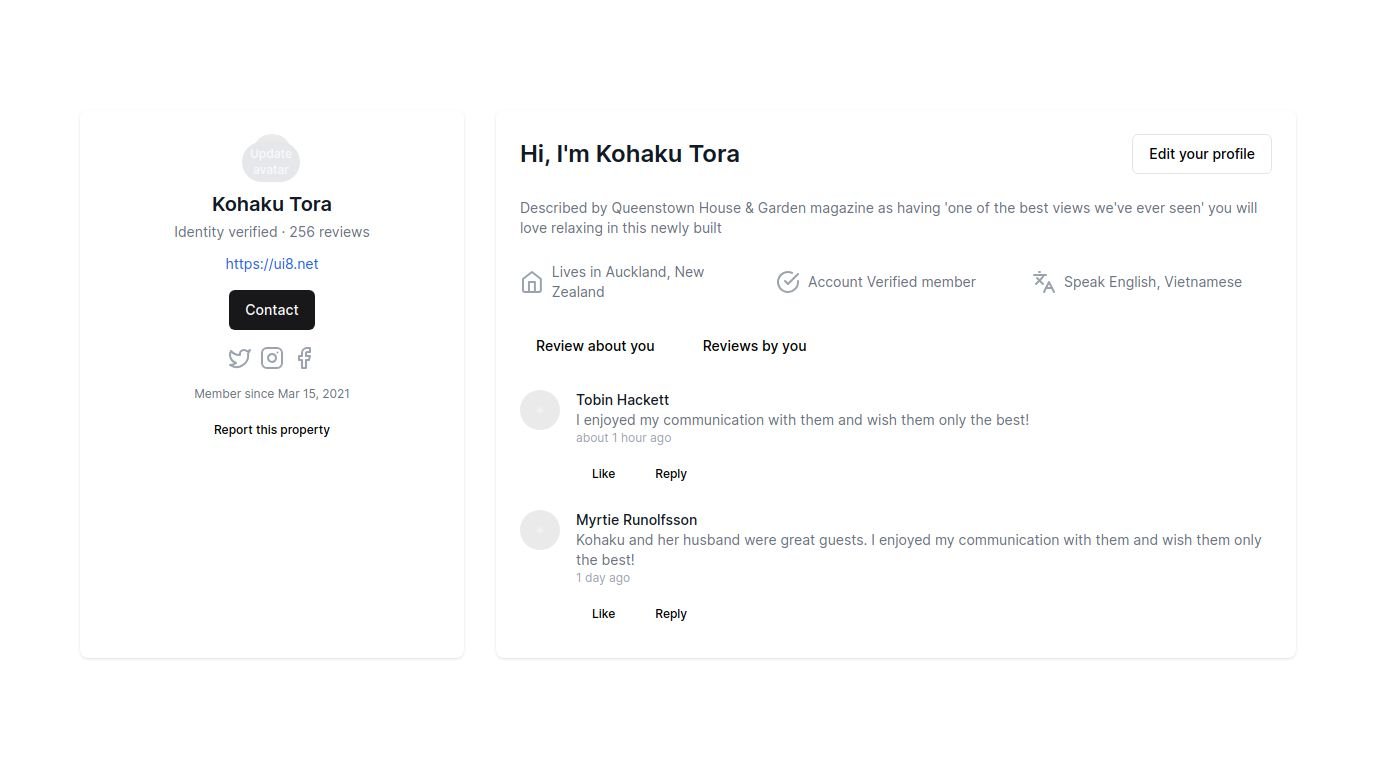 Update
avatar
Kohaku Tora
Identity verified · 256 reviews
https://ui8.net
Contact
Member since Mar 15, 2021
Report this property
Hi, I'm Kohaku Tora
Edit your profile
Described by Queenstown House & Garden magazine as having 'one of the best views we've ever seen' you will
love relaxing in this newly built
Lives in Auckland, New
Zealand
Account Verified member
Speak English, Vietnamese
Review about you
Reviews by you
Tobin Hackett
I enjoyed my communication with them and wish them only the best!
about 1 hour ago
Like
Reply
Myrtie Runolfsson
Kohaku and her husband were great guests. I enjoyed my communication with them and wish them only
the best!
1 day ago
Like
Reply